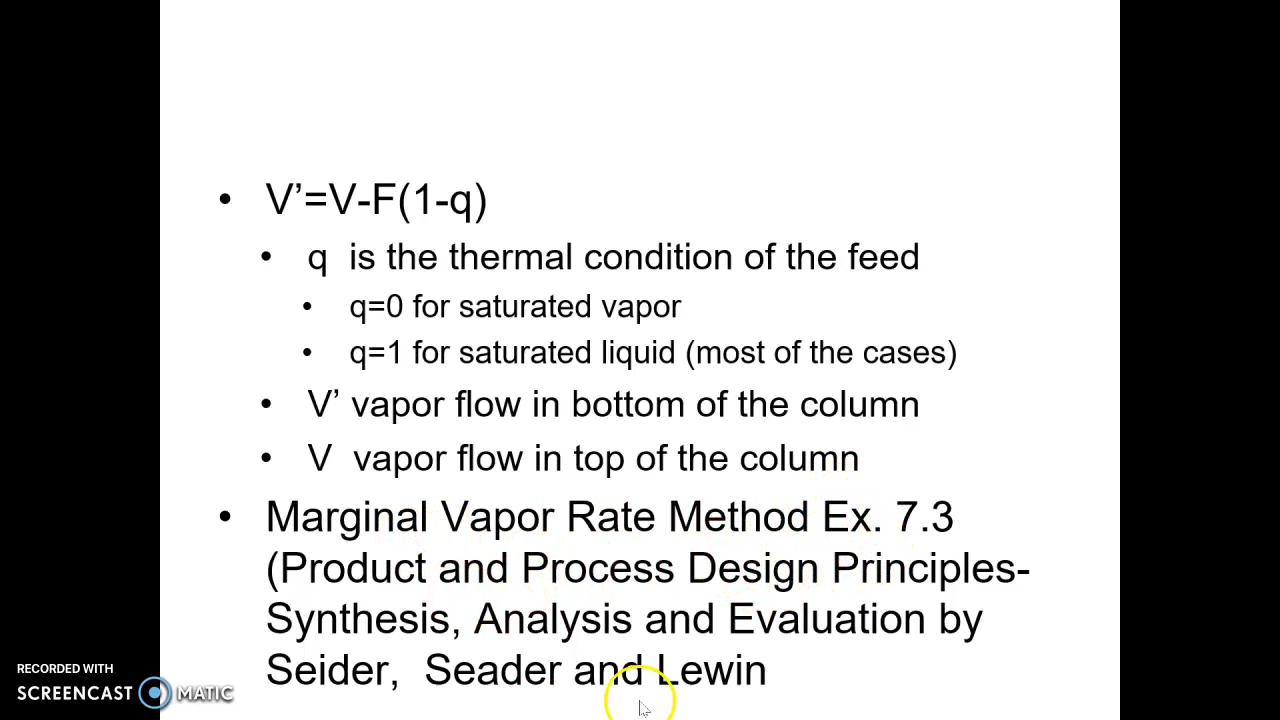 • V’=V-F(1-q)
• q is the thermal condition of the feed
• q=0 for saturated vapor
• q=1 for saturated liquid (most of the cases)
• V’ vapor flow in bottom of the column
• V vapor flow in top of the column
• Marginal Vapor Rate Method Ex. 7.3
(Product and Process Design Principles-
Synthesis, Analysis and Evaluation by
Seider, Seader and Lewin
RECORDED WITH
SCREENCAST MATIC